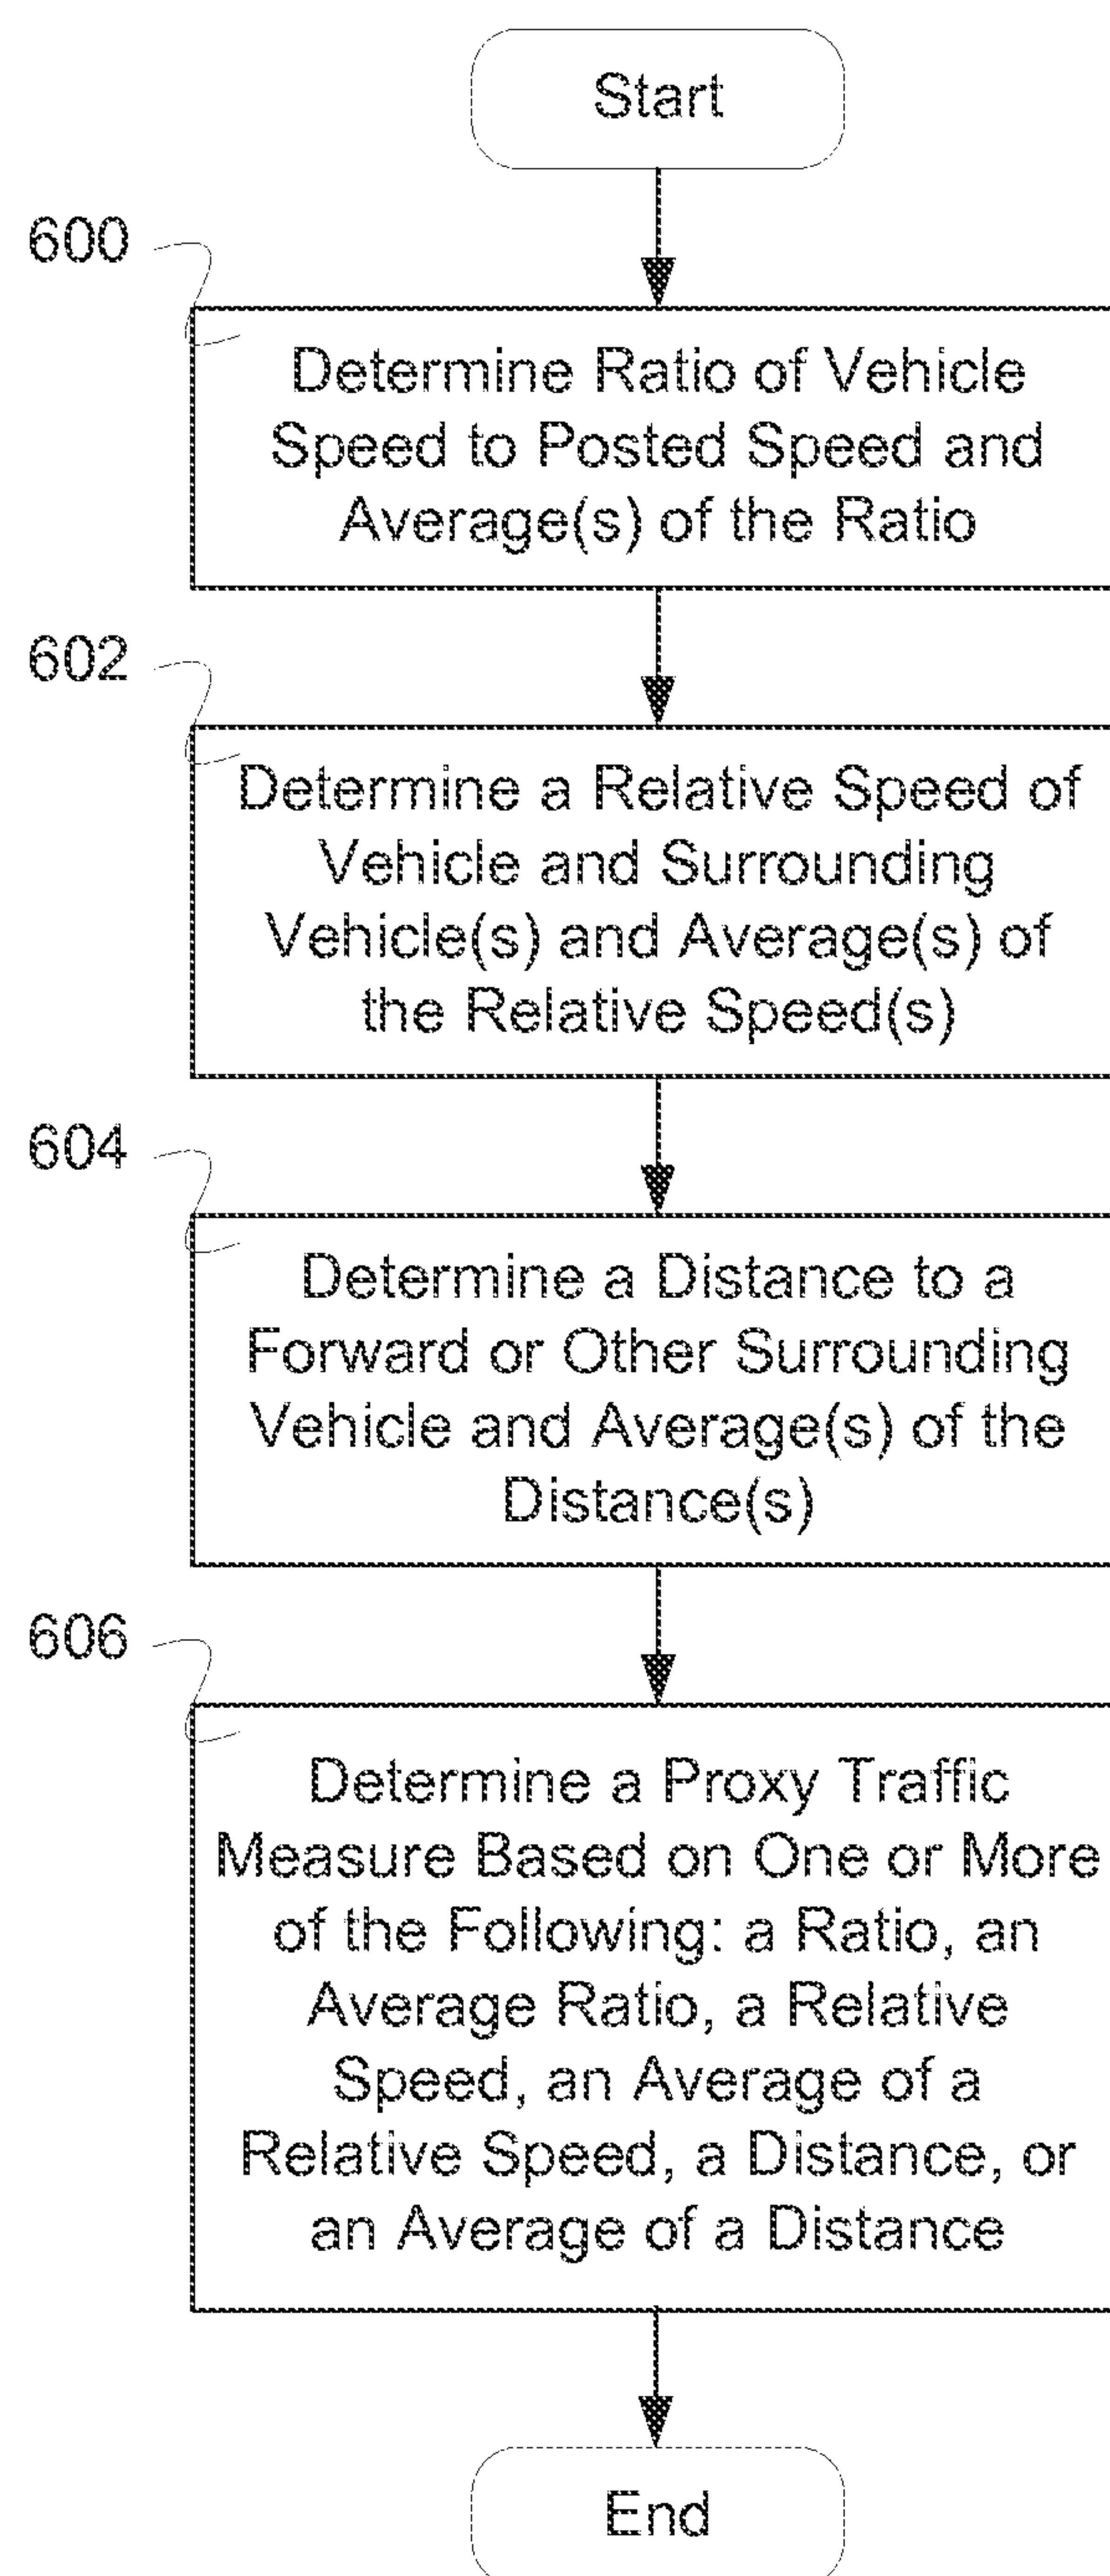 Start
600
Determine Ratio of Vehicle
Speed to Posted Speed and
Average(s) of the Ratio
602
Determine a Relative Speed of
Vehicle and Surrounding
Vehicle(s) and Average(s) of
the Relative Speed(s)
604
Determine a Distance to a
Forward or Other Surrounding
Vehicle and Average(s) of the
Distance(s)
606
Determine a Proxy Traffic
Measure Based on One or More
of the Following: a Ratio, an
Average Ratio, a Relative
Speed, an Average of a
Relative Speed, a Distance, or
an Average of a Distance
End